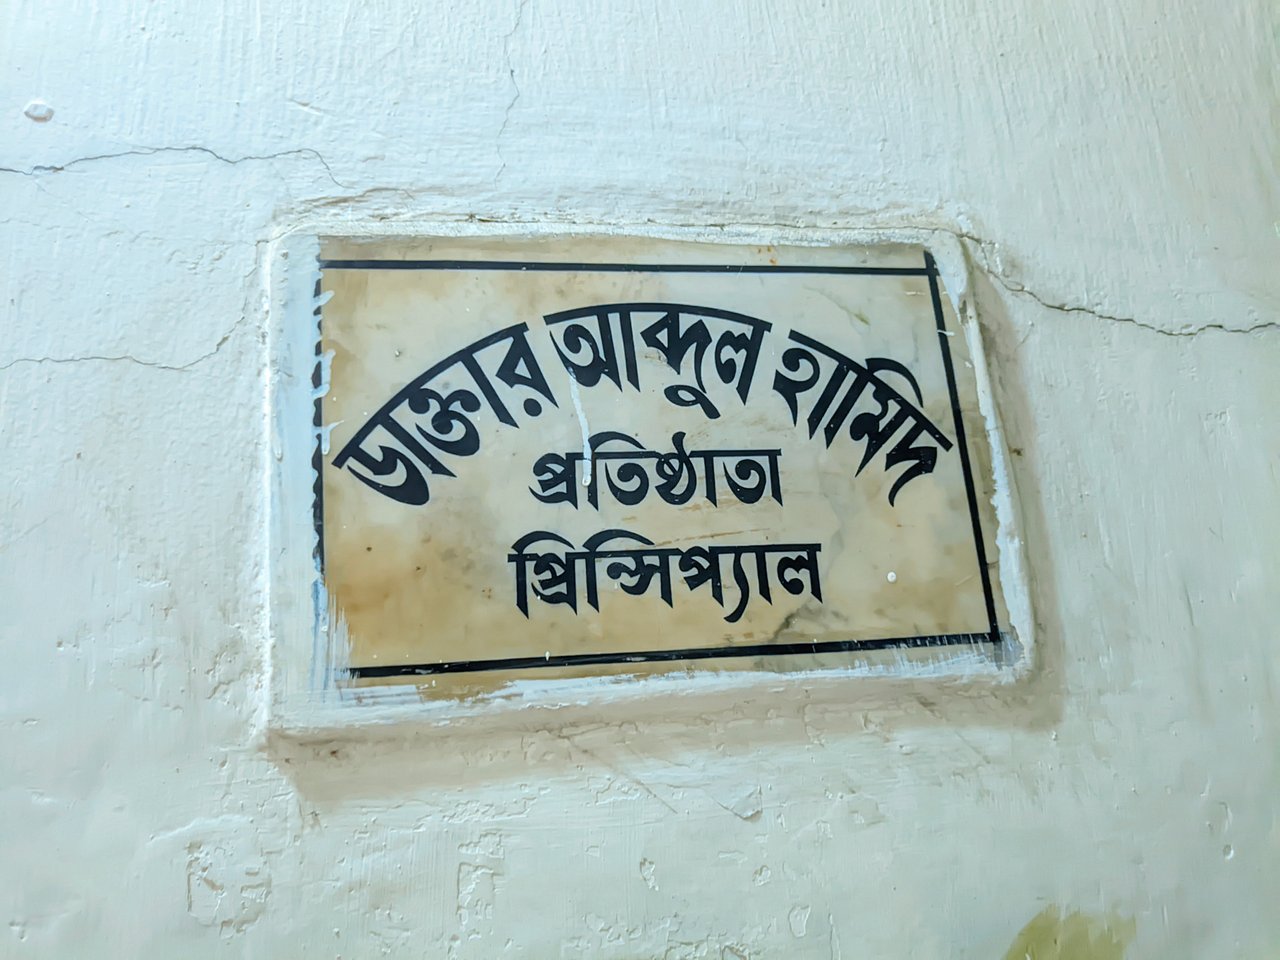 ডাক্তার আব্দুল হামিদ
প্রতিষ্ঠাতা
প্রিন্সিপ্যাল